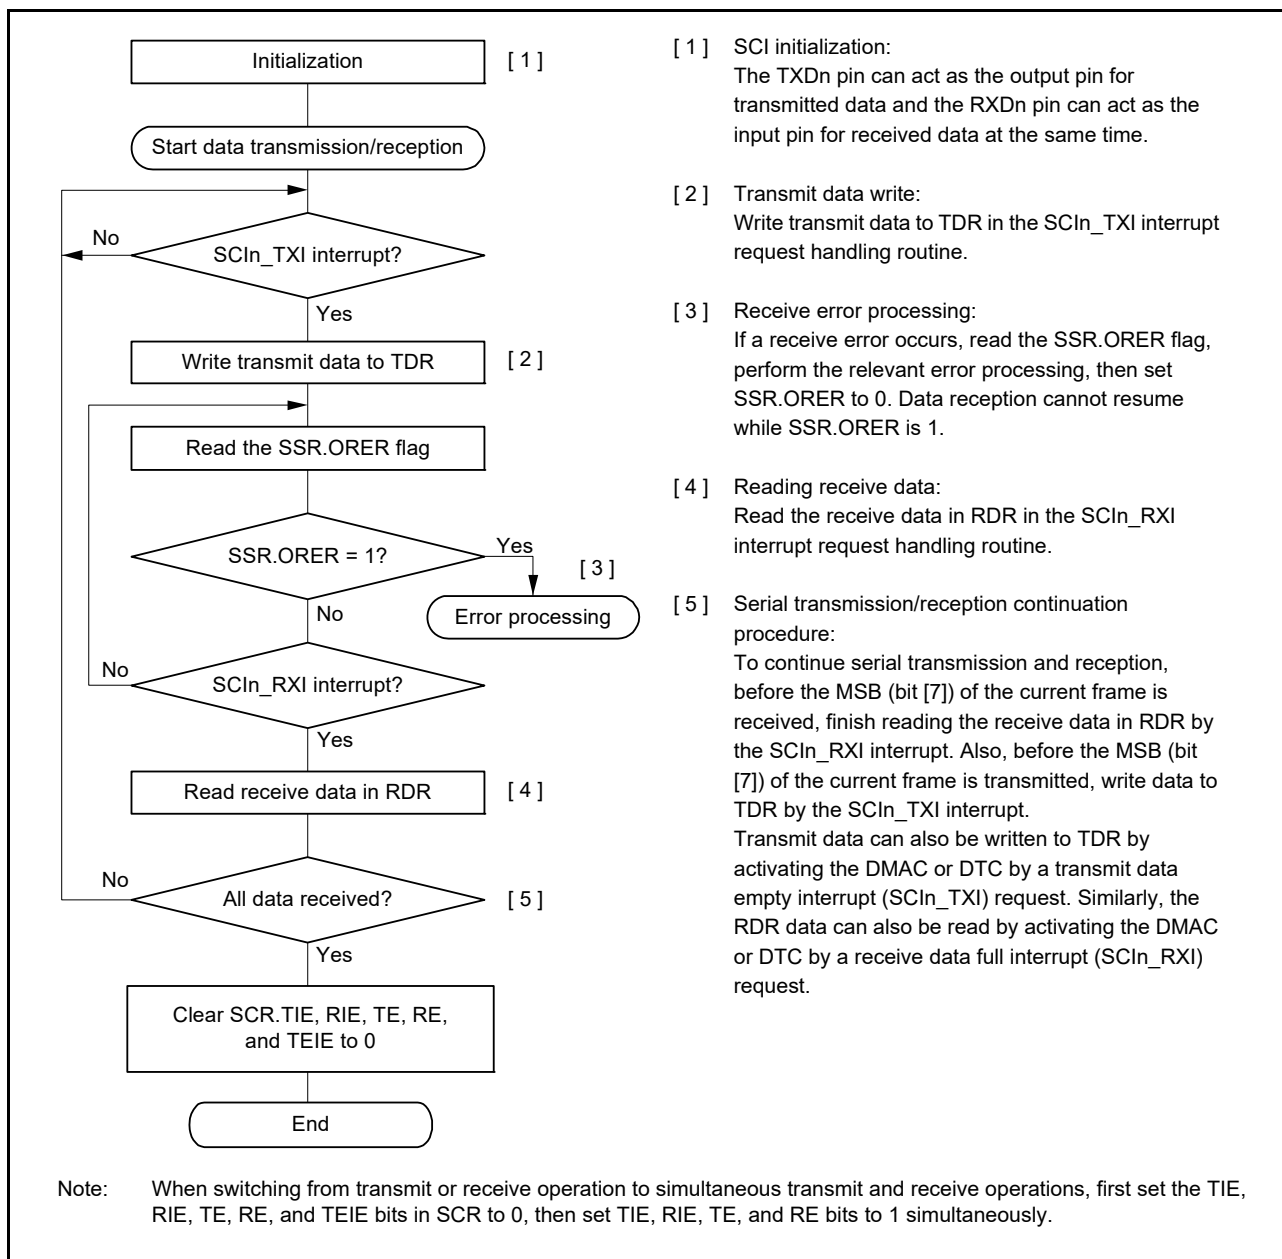 Initialization
[ 1 ]
Start data transmission/reception
No
SCIn_TXI interrupt?
Yes
Write transmit data to TDR
[ 2 ]
Read the SSR.ORER flag
SSR.ORER = 1?
Yes
[ 3 ]
Error processing
No
No
SCIn_RXI interrupt?
Yes
Read receive data in RDR
[ 4 ]
No
All data received?
[ 5 ]
Yes
Clear SCR.TIE, RIE, TE, RE,
and TEIE to 0
End
[ 1 ] SCI initialization:
The TXDn pin can act as the output pin for
transmitted data and the RXDn pin can act as the
input pin for received data at the same time.
[ 2 ] Transmit data write:
Write transmit data to TDR in the SCIn_TXI interrupt
request handling routine.
[ 3 ] Receive error processing:
If a receive error occurs, read the SSR.ORER flag,
perform the relevant error processing, then set
SSR.ORER to 0. Data reception cannot resume
while SSR.ORER is 1.
[ 4 ] Reading receive data:
Read the receive data in RDR in the SCIn_RXI
interrupt request handling routine.
[ 5 ] Serial transmission/reception continuation
procedure:
To continue serial transmission and reception,
before the MSB (bit [7]) of the current frame is
received, finish reading the receive data in RDR by
the SCIn_RXI interrupt. Also, before the MSB (bit
[7]) of the current frame is transmitted, write data to
TDR by the SCIn_TXI interrupt.
Transmit data can also be written to TDR by
activating the DMAC or DTC by a transmit data
empty interrupt (SCIn_TXI) request. Similarly, the
RDR data can also be read by activating the DMAC
or DTC by a receive data full interrupt (SCIn_RXI)
request.
Note: When switching from transmit or receive operation to simultaneous transmit and receive operations, first set the TIE,
RIE, TE, RE, and TEIE bits in SCR to 0, then set TIE, RIE, TE, and RE bits to 1 simultaneously.